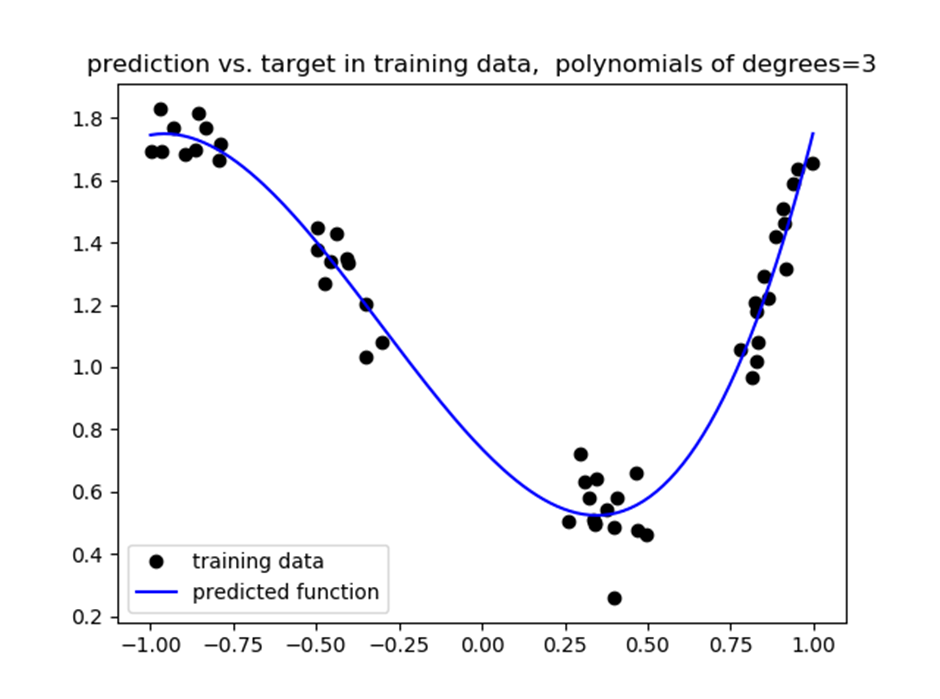 prediction vs. target in training data,  polynomials of degrees=3
1.8
1.6
1.4
1.2
1.0
0.8
0.6
0.4
0.2
training data
predicted function
−1.00 −0.75 −0.50 −0.25 0.00 0.25 0.50 0.75 1.00